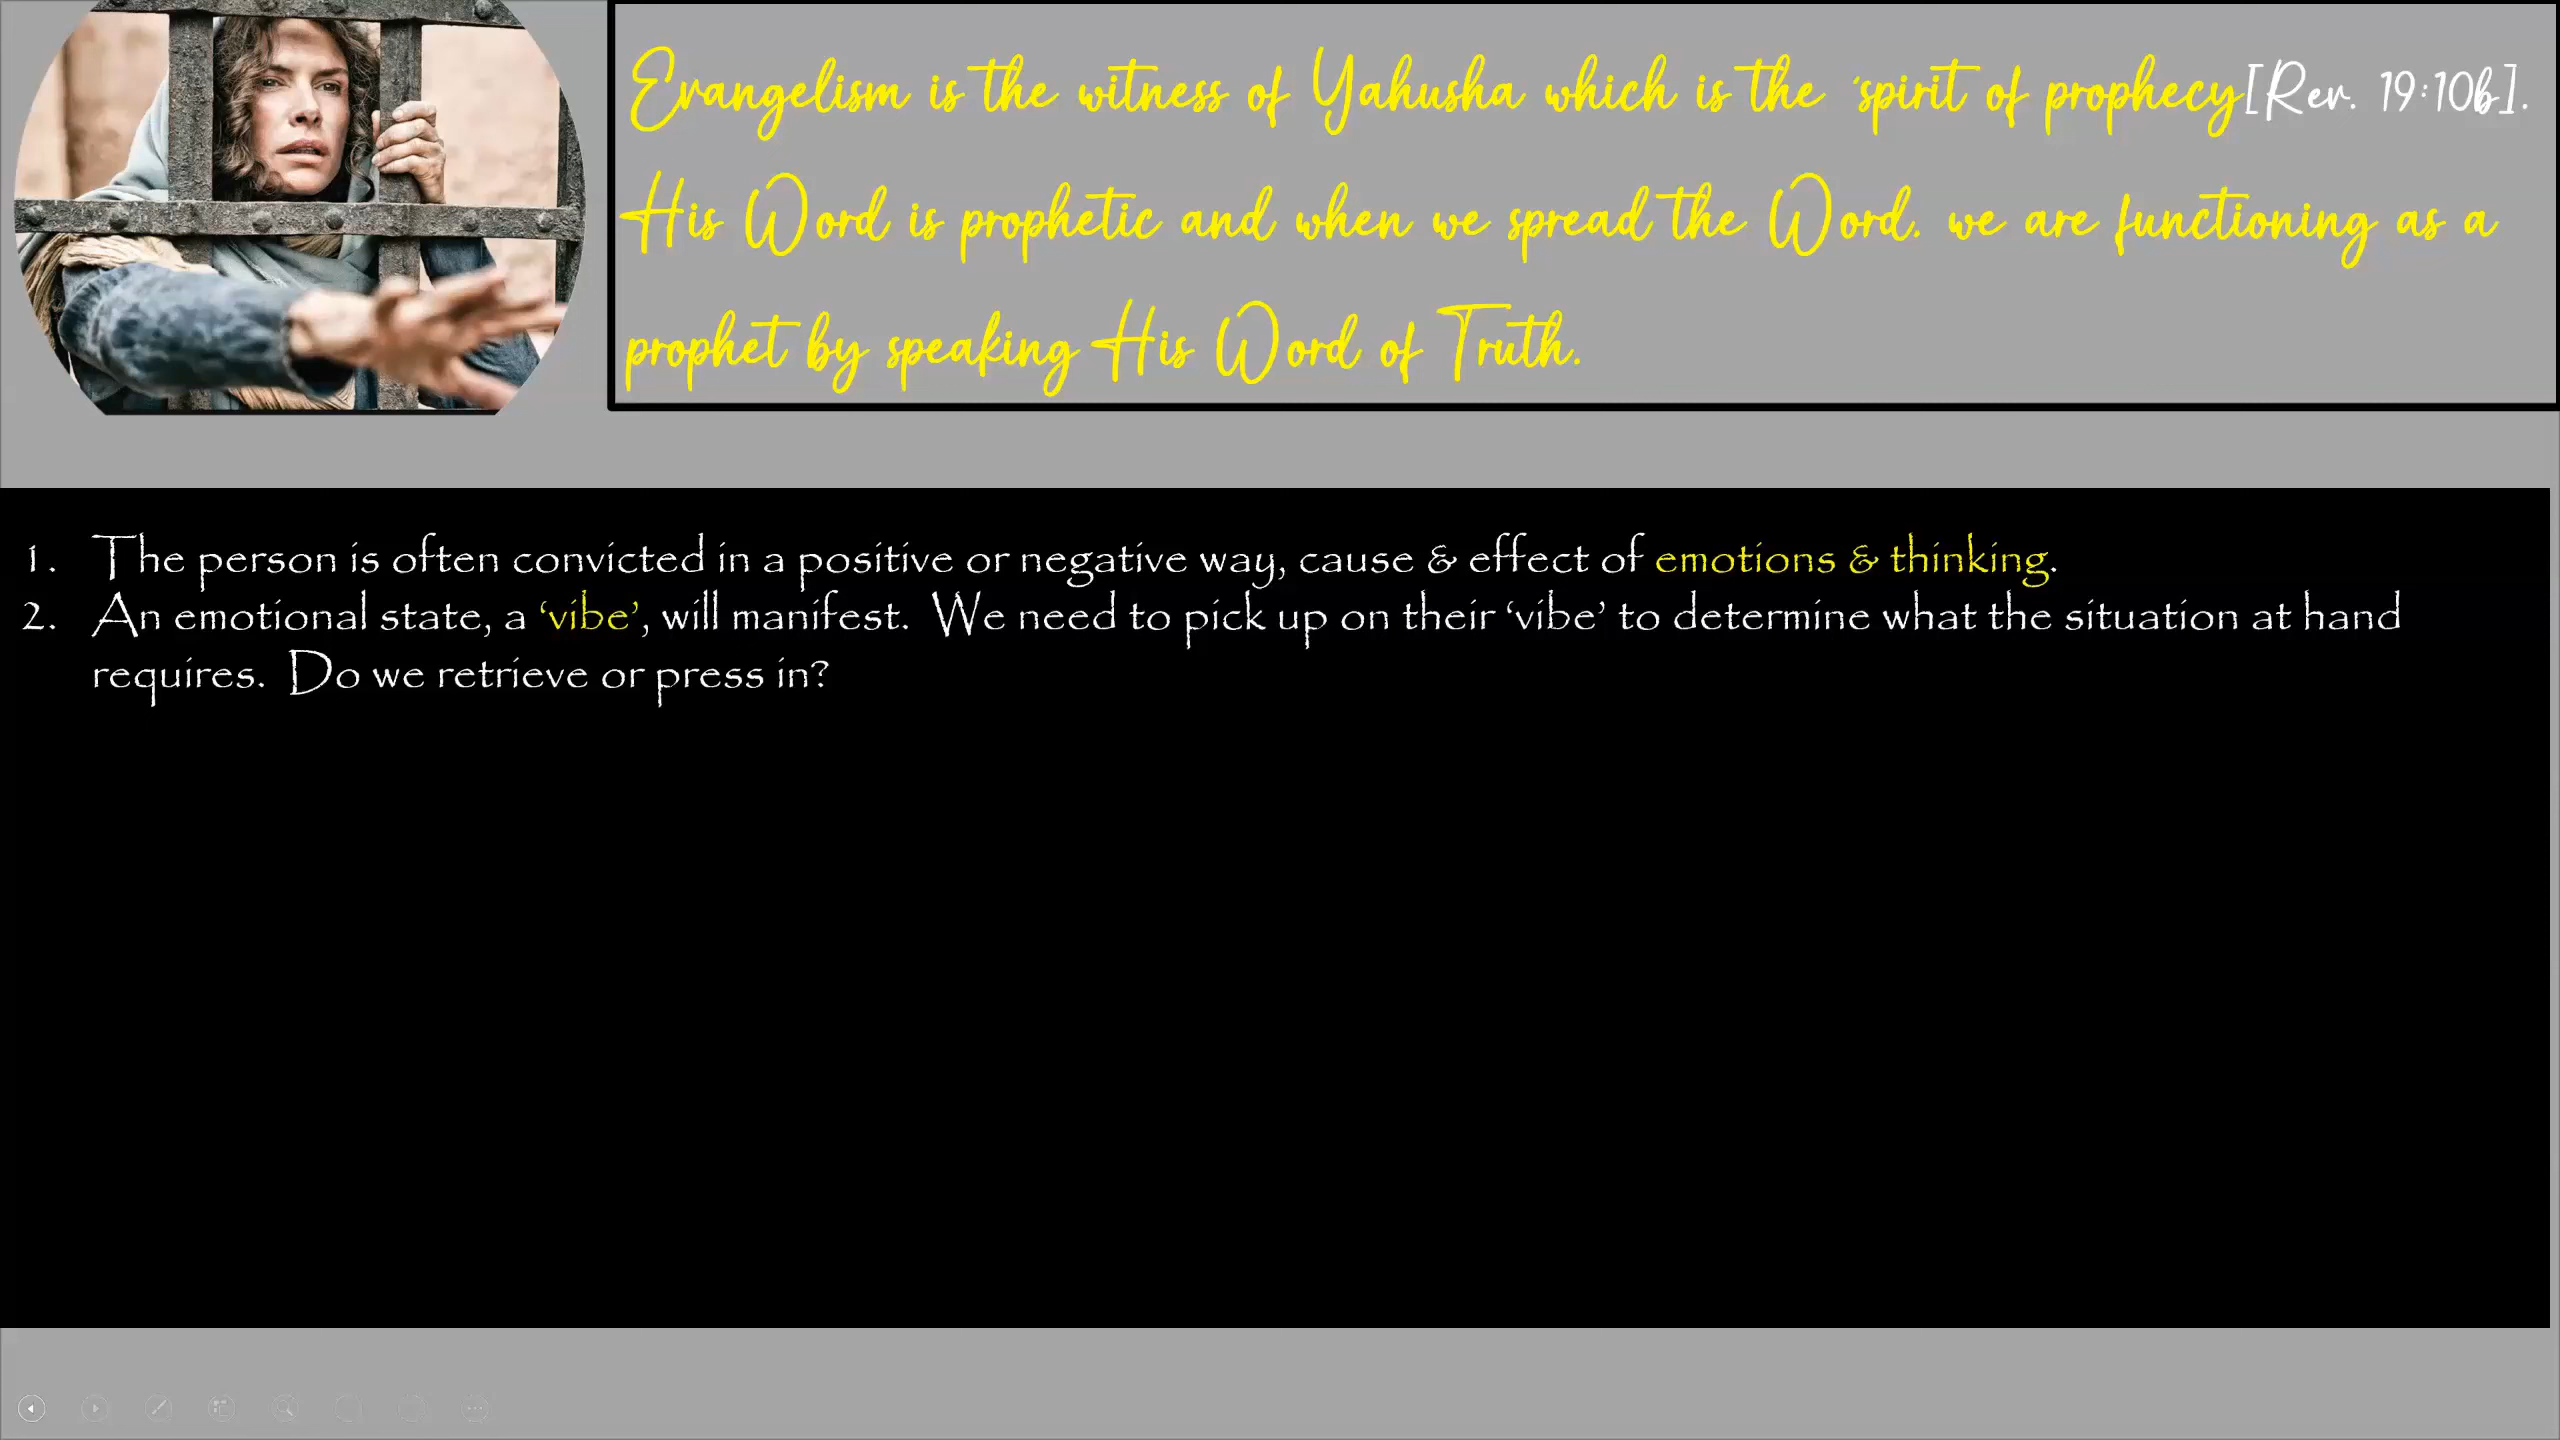 Evangelism is the witness of Yahusha which is the ‘spirit of prophecy[Rev. 19:10b].
His Word is prophetic and when we spread the Word, we are functioning as a
prophet by speaking His Word of Truth.
1. The person is often convicted in a positive or negative way, cause & effect of emotions & thinking.
2. An emotional state, a ‘vibe’, will manifest.  We need to pick up on their ‘vibe’ to determine what the situation at hand
requires.  Do we retrieve or press in?